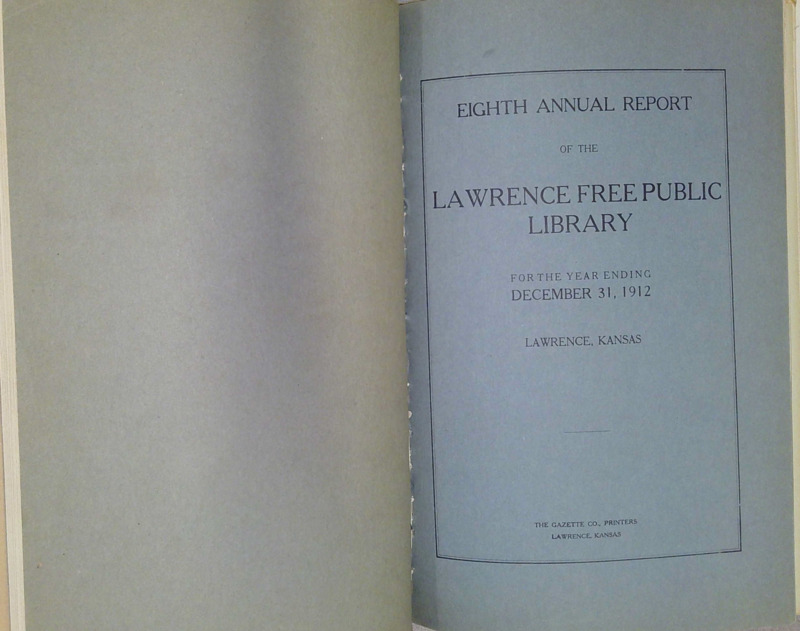 EIGHTH ANNUAL REPORT
OF THE
LAWRENCE FREE PUBLIC
LIBRARY
FOR THE YEAR ENDING
DECEMBER 31, 1912
LAWRENCE, KANSAS
THE GAZETTE CO., PRINTERS
LAWRENCE, KANSAS